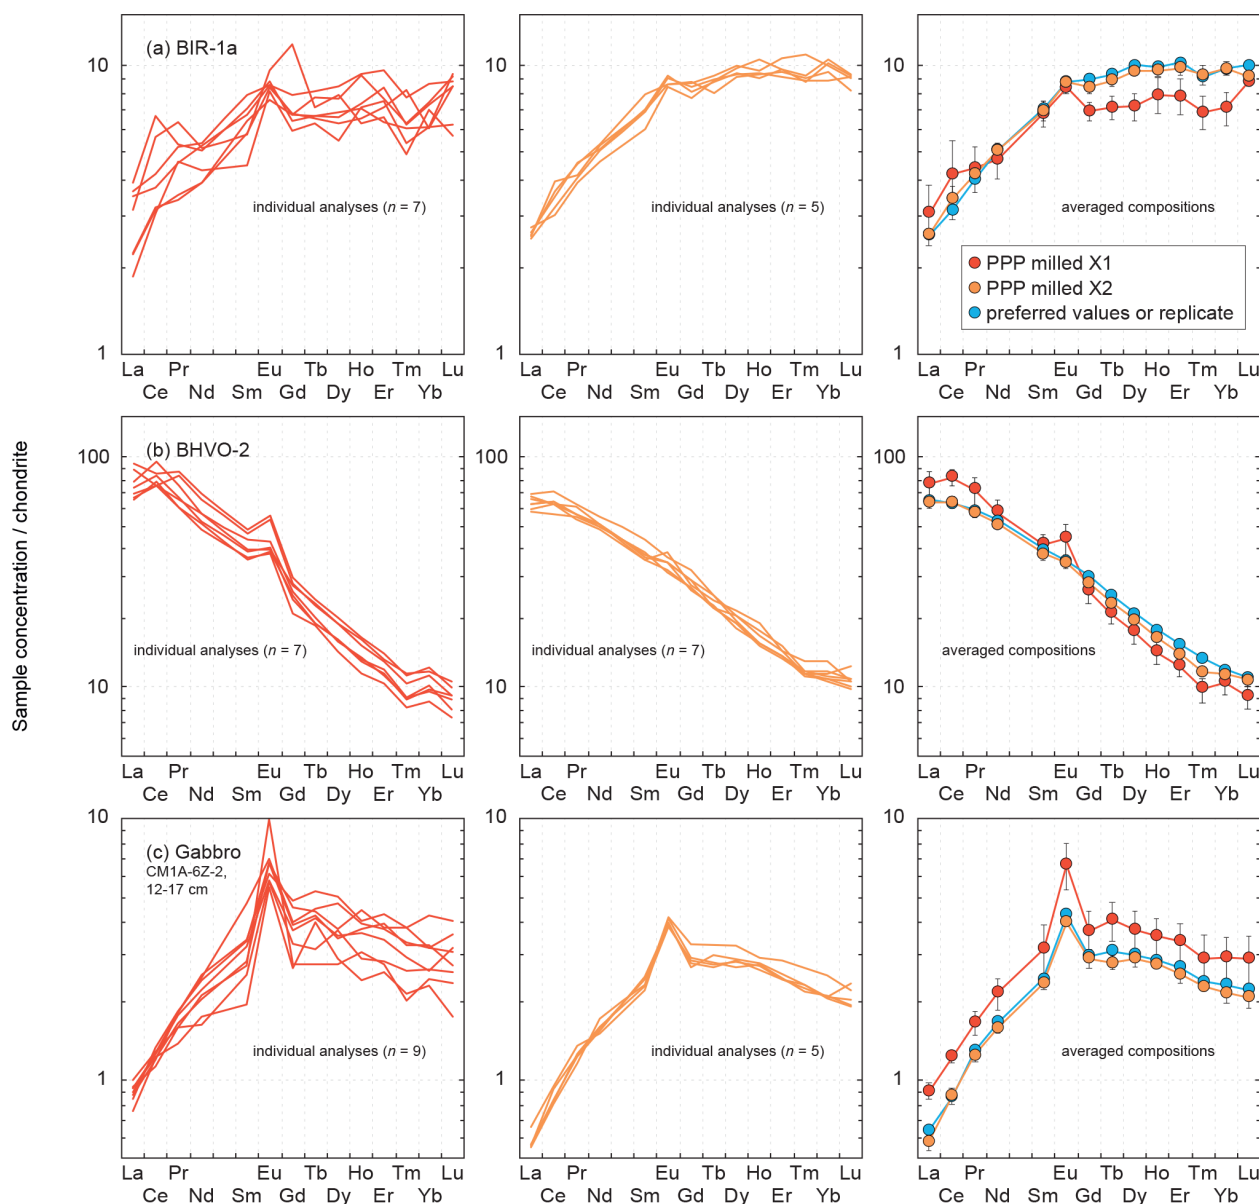 (a) BIR-1a
10
10
10
individual analyses (n = 7)
individual analyses (n = 5)
averaged compositions
PPP milled X1
PPP milled X2
preferred values or replicate
1
1
1
La Pr Eu Tb Ho Tm Lu
Ce Nd Sm Gd Dy Er Yb
La Pr Eu Tb Ho Tm Lu
Ce Nd Sm Gd Dy Er Yb
La Pr Eu Tb Ho Tm Lu
Ce Nd Sm Gd Dy Er Yb
Sample concentration / chondrite
(b) BHVO-2
100
100
100
individual analyses (n = 7)
individual analyses (n = 7)
averaged compositions
10
10
10
La Pr Eu Tb Ho Tm Lu
Ce Nd Sm Gd Dy Er Yb
La Pr Eu Tb Ho Tm Lu
Ce Nd Sm Gd Dy Er Yb
La Pr Eu Tb Ho Tm Lu
Ce Nd Sm Gd Dy Er Yb
10
10
10
(c) Gabbro
CM1A-6Z-2,
12-17 cm
individual analyses (n = 9)
individual analyses (n = 5)
averaged compositions
1
1
1
La Pr Eu Tb Ho Tm Lu
Ce Nd Sm Gd Dy Er Yb
La Pr Eu Tb Ho Tm Lu
Ce Nd Sm Gd Dy Er Yb
La Pr Eu Tb Ho Tm Lu
Ce Nd Sm Gd Dy Er Yb